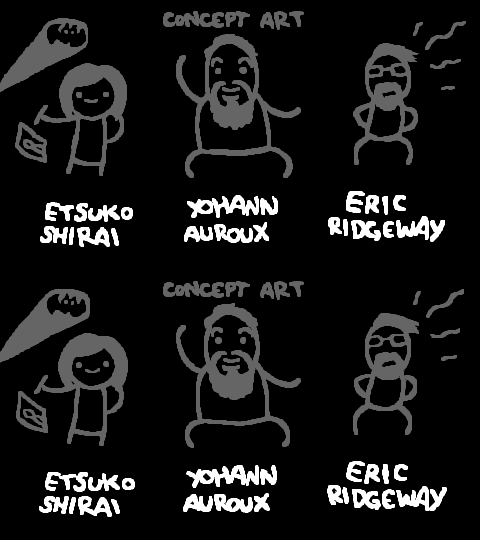 CONCEPT ART
ETSUKO
SHIRAI
YOHANN
AUROUX
ERIC
RIDGEWAY
CONCEPT ART
ETSUKO
SHIRAI
YOHANN
AUROUX
ERIC
RIDGEWAY